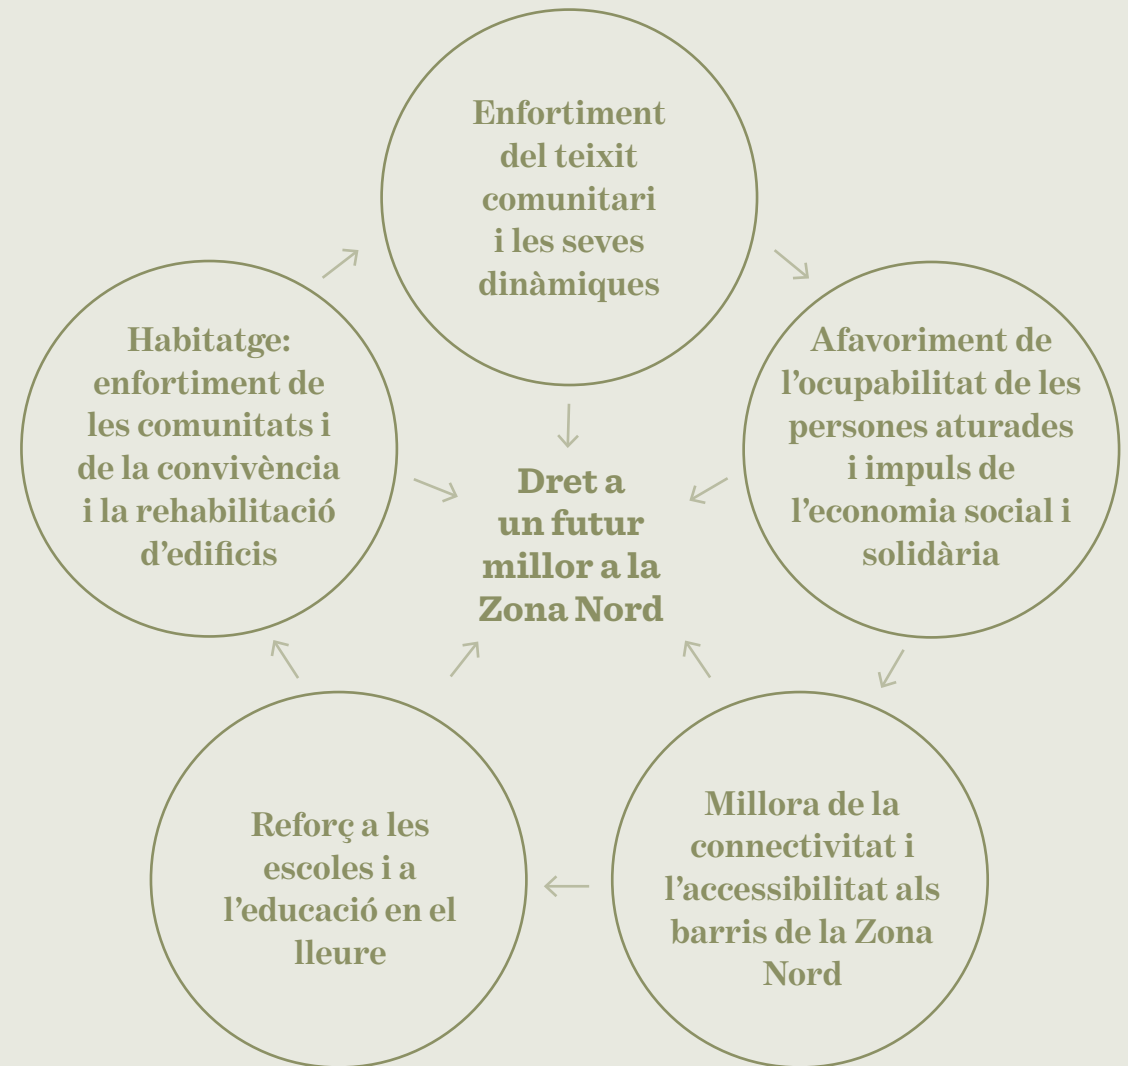 Enfortiment
del teixit
comunitari
i les seves
dinàmiques
Habitatge:
enfortiment de
les comunitats i
de la convivència
i la rehabilitació
d'edificis
Afavoriment de
l'ocupabilitat de les
persones aturades
i impuls de
l'economia social i
solidària
Dret a
un futur
millor a la
Zona Nord
Reforç a les
escoles i a
l'educació en el
lleure
Millora de la
connectivitat i
l'accessibilitat als
barris de la Zona
Nord